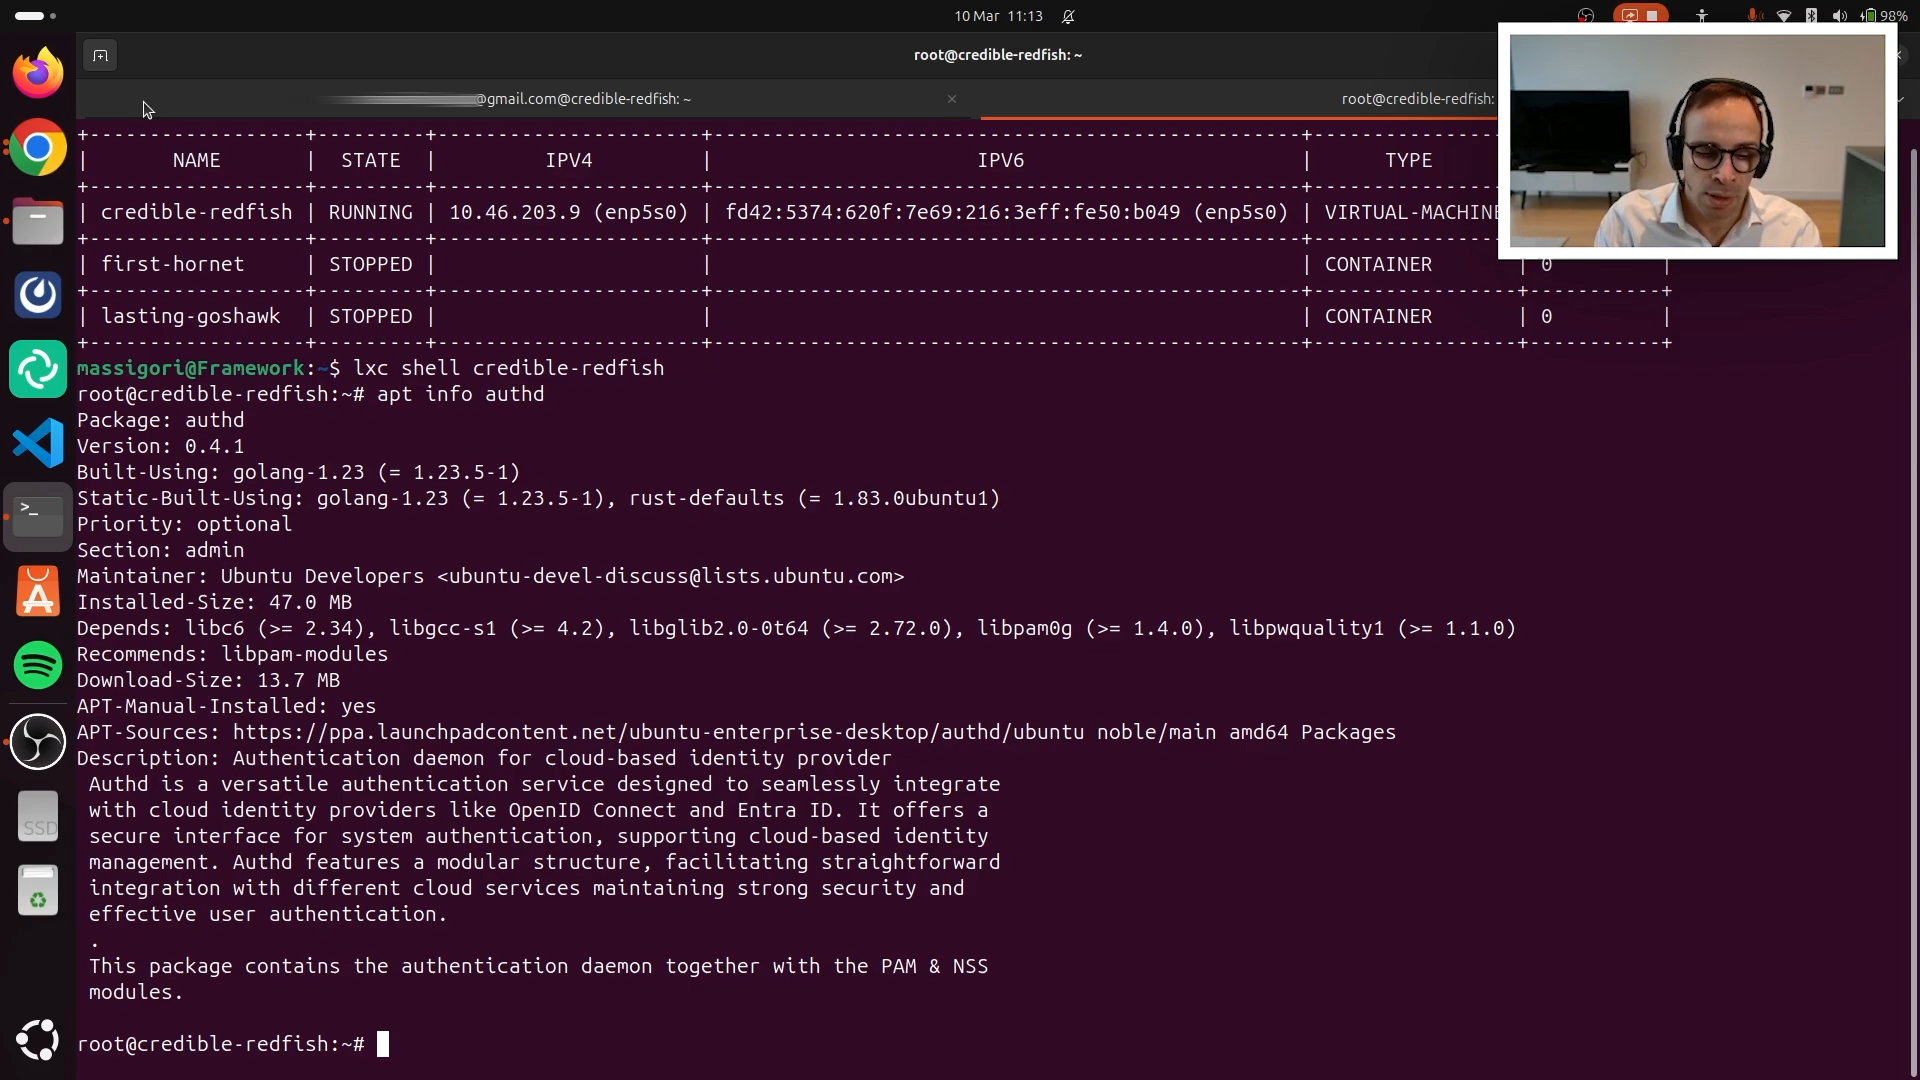 10 Mar 11:13
98%
root@credible-redfish: ~
@gmail.com@credible-redfish: ~ ×
root@credible-redfish:
+-------------------+---------+----------------------+-------------------------------------------------+----------------
| NAME | STATE | IPV4 | IPV6 | TYPE
+-------------------+---------+----------------------+-------------------------------------------------+----------------
| credible-redfish | RUNNING | 10.46.203.9 (enp5s0) | fd42:5374:620f:7e69:216:3eff:fe50:b049 (enp5s0) | VIRTUAL-MACHINE
+-------------------+---------+----------------------+-------------------------------------------------+----------------
| first-hornet | STOPPED | | | CONTAINER | 0 |
+-------------------+---------+----------------------+-------------------------------------------------+-----------------+-----------+
| lasting-goshawk | STOPPED | | | CONTAINER | 0 |
+-------------------+---------+----------------------+-------------------------------------------------+-----------------+-----------+
massigori@Framework:~$ lxc shell credible-redfish
root@credible-redfish:~# apt info authd
Package: authd
Version: 0.4.1
Built-Using: golang-1.23 (= 1.23.5-1)
Static-Built-Using: golang-1.23 (= 1.23.5-1), rust-defaults (= 1.83.0ubuntu1)
Priority: optional
Section: admin
Maintainer: Ubuntu Developers <ubuntu-devel-discuss@lists.ubuntu.com>
Installed-Size: 47.0 MB
Depends: libc6 (>= 2.34), libgcc-s1 (>= 4.2), libglib2.0-0t64 (>= 2.72.0), libpam0g (>= 1.4.0), libpwquality1 (>= 1.1.0)
Recommends: libpam-modules
Download-Size: 13.7 MB
APT-Manual-Installed: yes
APT-Sources: https://ppa.launchpadcontent.net/ubuntu-enterprise-desktop/authd/ubuntu noble/main amd64 Packages
Description: Authentication daemon for cloud-based identity provider
Authd is a versatile authentication service designed to seamlessly integrate
with cloud identity providers like OpenID Connect and Entra ID. It offers a
secure interface for system authentication, supporting cloud-based identity
management. Authd features a modular structure, facilitating straightforward
integration with different cloud services maintaining strong security and
effective user authentication.
.
This package contains the authentication daemon together with the PAM & NSS
modules.
root@credible-redfish:~#
SSD